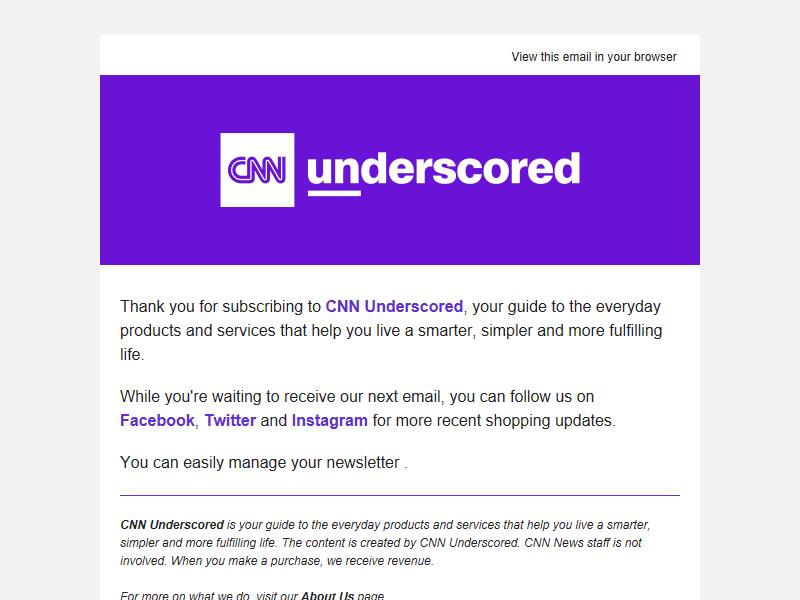 View this email in your browser
CNN underscored
Thank you for subscribing to CNN Underscored, your guide to the everyday
products and services that help you live a smarter, simpler and more fulfilling
life.
While you're waiting to receive our next email, you can follow us on
Facebook, Twitter and Instagram for more recent shopping updates.
You can easily manage your newsletter .
CNN Underscored is your guide to the everyday products and services that help you live a smarter,
simpler and more fulfilling life. The content is created by CNN Underscored. CNN News staff is not
involved. When you make a purchase, we receive revenue.
For more on what we do, visit our About Us page.